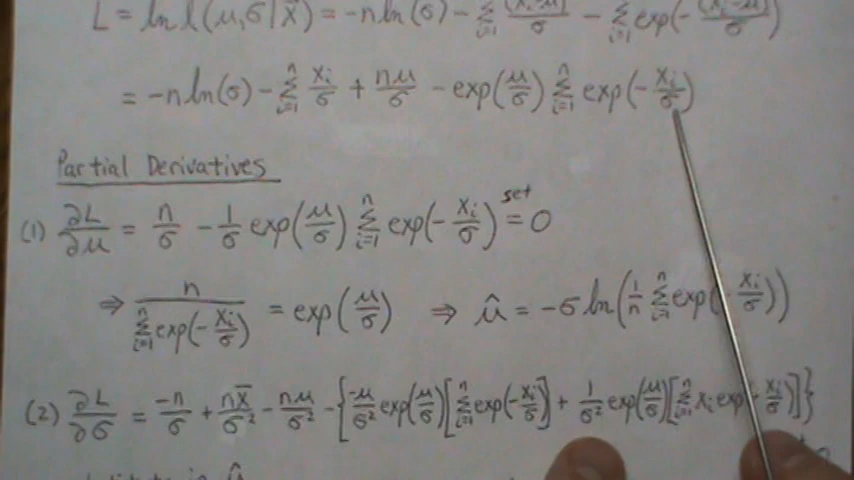 L = ln l(μ,σ|X̄) = -n ln(σ) - Σᵢ₌₁ (xᵢ-μ)/σ - Σᵢ₌₁ exp(-(xᵢ-μ)/σ)
= -n ln(σ) - Σᵢ₌₁ⁿ xᵢ/σ + nμ/σ - exp(μ/σ) Σᵢ₌₁ⁿ exp(-xᵢ/σ)
Partial Derivatives
(1) ∂L/∂μ = n/σ - 1/σ exp(μ/σ) Σᵢ₌₁ⁿ exp(-xᵢ/σ) set = 0
⇒ n/(Σᵢ₌₁ⁿ exp(-xᵢ/σ)) = exp(μ/σ) ⇒ μ̂ = -σ ln(1/n Σᵢ₌₁ⁿ exp(-xᵢ/σ))
(2) ∂L/∂σ = -n/σ + nx̄/σ² - nμ/σ² - {-μ/σ² exp(μ/σ)[Σᵢ₌₁ⁿ exp(-xᵢ/σ)] + 1/σ² exp(μ/σ)[Σᵢ₌₁ⁿ xᵢ exp(-xᵢ/σ)]}